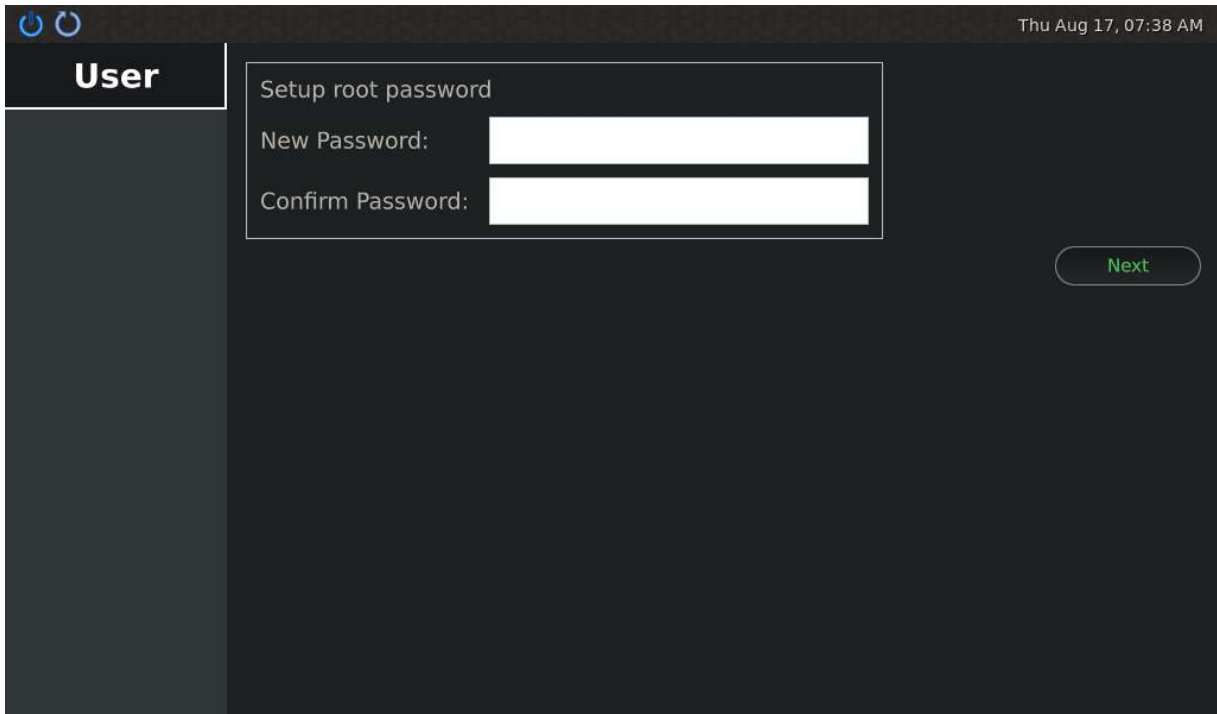 Thu Aug 17, 07:38 AM
User
Setup root password
New Password:
Confirm Password:
Next